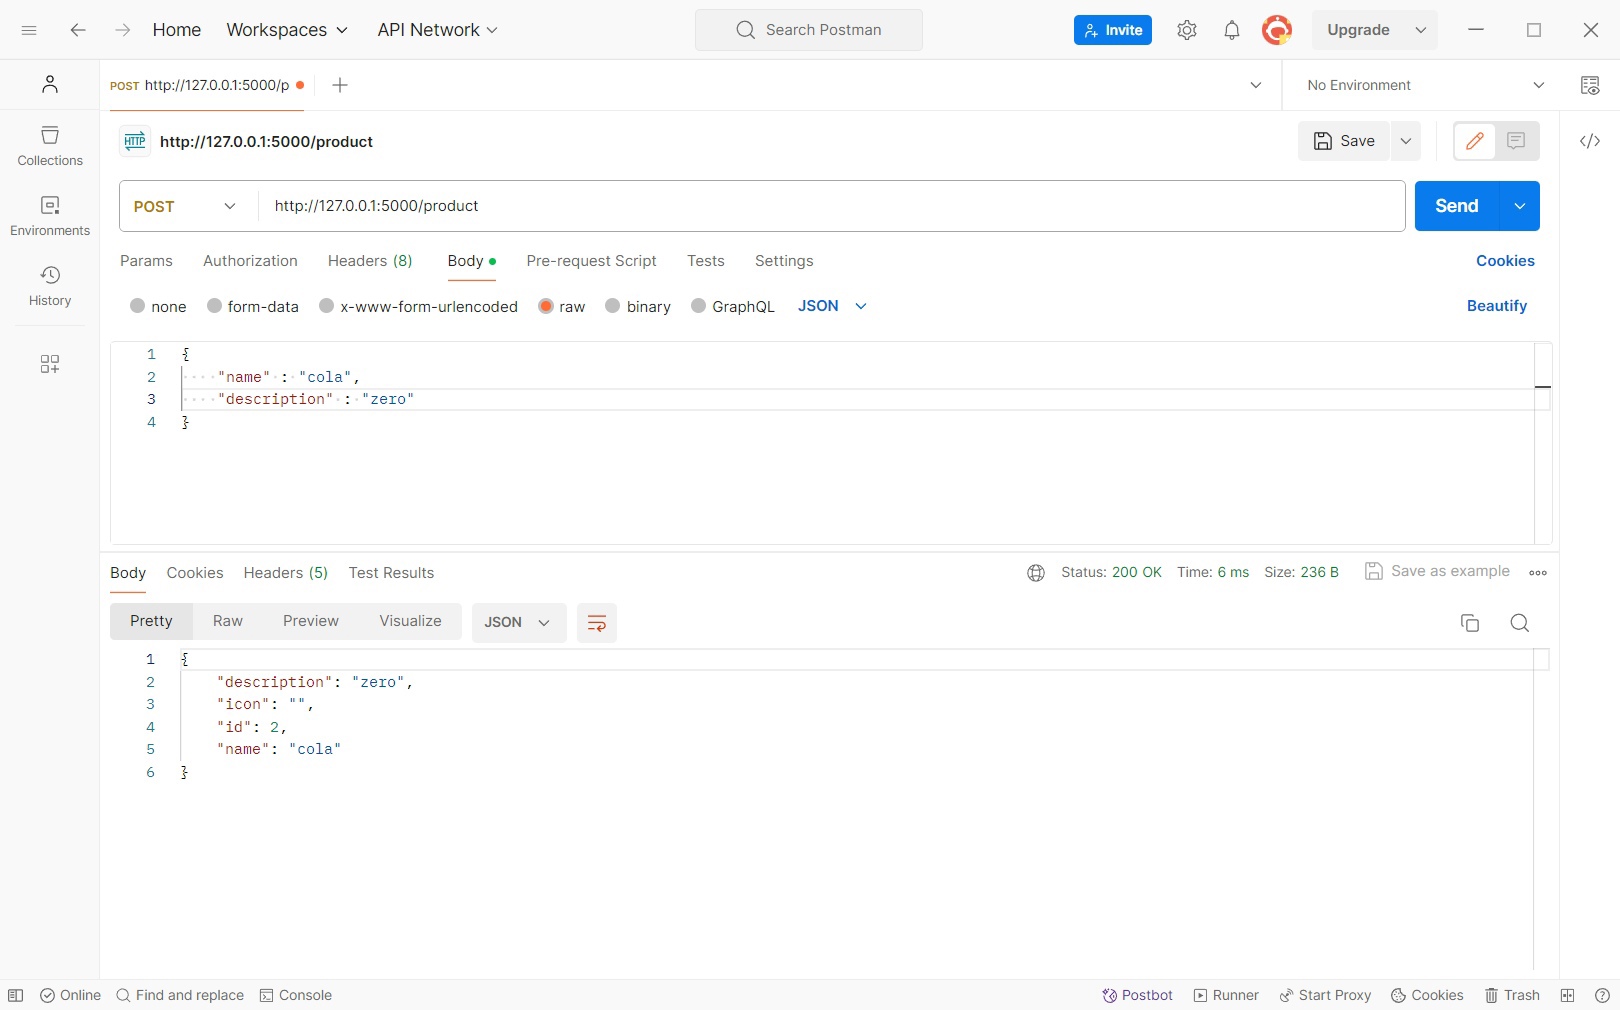 Home Workspaces API Network Search Postman Invite Upgrade
POST http://127.0.0.1:5000/p No Environment
HTTP http://127.0.0.1:5000/product Save
Collections
POST http://127.0.0.1:5000/product Send
Environments
Params Authorization Headers (8) Body Pre-request Script Tests Settings Cookies
History
none form-data x-www-form-urlencoded raw binary GraphQL JSON Beautify
1 {
2 "name" : "cola",
3 "description" : "zero"
4 }
Body Cookies Headers (5) Test Results Status: 200 OK Time: 6 ms Size: 236 B Save as example
Pretty Raw Preview Visualize JSON
1 {
2 "description": "zero",
3 "icon": "",
4 "id": 2,
5 "name": "cola"
6 }
Online Find and replace Console Postbot Runner Start Proxy Cookies Trash